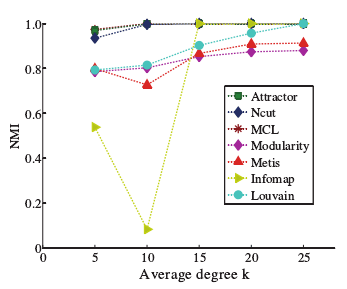 1.0
0.8
0.6
0.4
0.2
0
NMI
Attractor
Ncut
MCL
Modularity
Metis
Infomap
Louvain
5 10 15 20 25
Average degree k